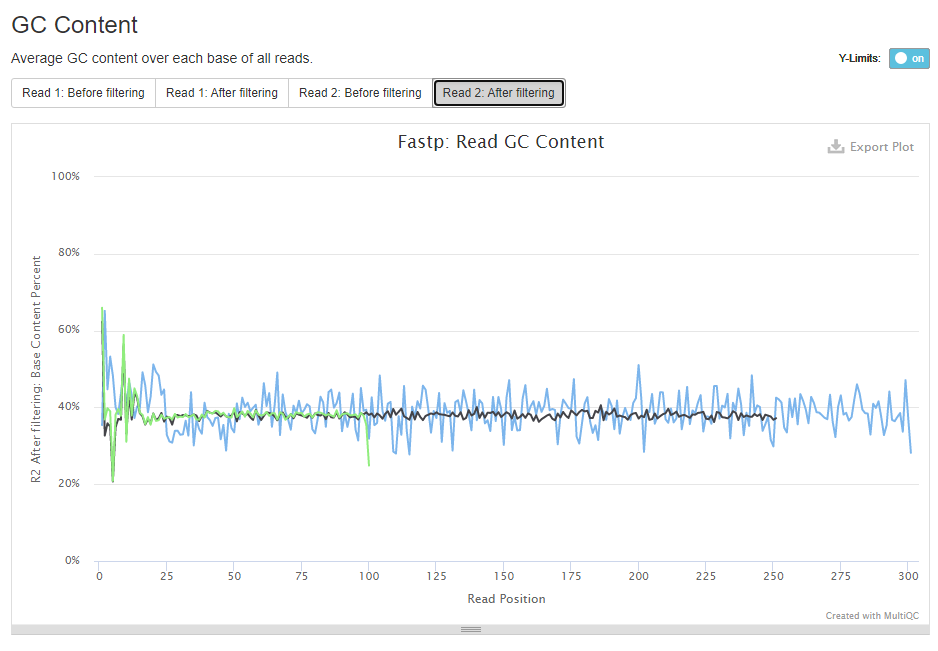 GC Content
Average GC content over each base of all reads.
Y-Limits: on
Read 1: Before filtering Read 1: After filtering Read 2: Before filtering Read 2: After filtering
Fastp: Read GC Content
Export Plot
R2 After filtering: Base Content Percent
100%
80%
60%
40%
20%
0%
0 25 50 75 100 125 150 175 200 225 250 275 300
Read Position
Created with MultiQC